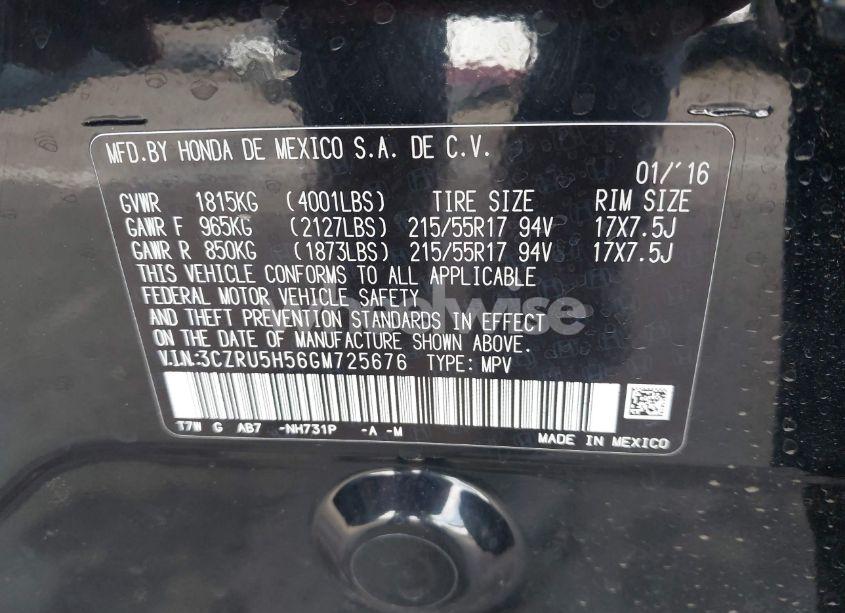 MFD.BY HONDA DE MEXICO S.A. DE C.V.
01/'16
GVWR 1815KG (4001LBS) TIRE SIZE RIM SIZE
GAWR F 965KG (2127LBS) 215/55R17 94V 17X7.5J
GAWR R 850KG (1873LBS) 215/55R17 94V 17X7.5J
THIS VEHICLE CONFORMS TO ALL APPLICABLE
FEDERAL MOTOR VEHICLE SAFETY
AND THEFT PREVENTION STANDARDS IN EFFECT
ON THE DATE OF MANUFACTURE SHOWN ABOVE.
V.I.N:3CZRU5H56GM725676 TYPE: MPV
T7W G AB7 -NH731P -A -M
MADE IN MEXICO